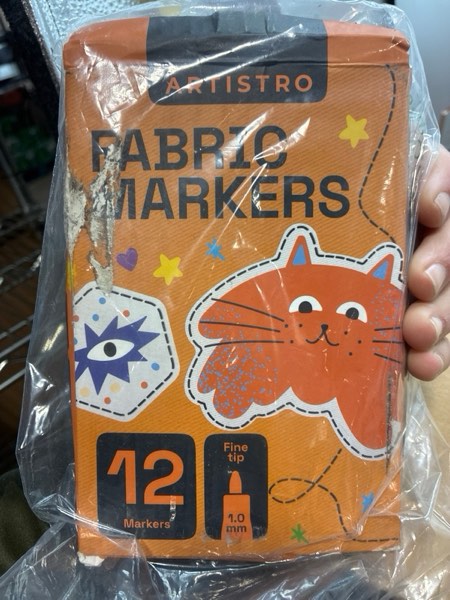 ARTISTRO
FABRIC
MARKERS
12
Markers
Fine
tip
1.0
mm